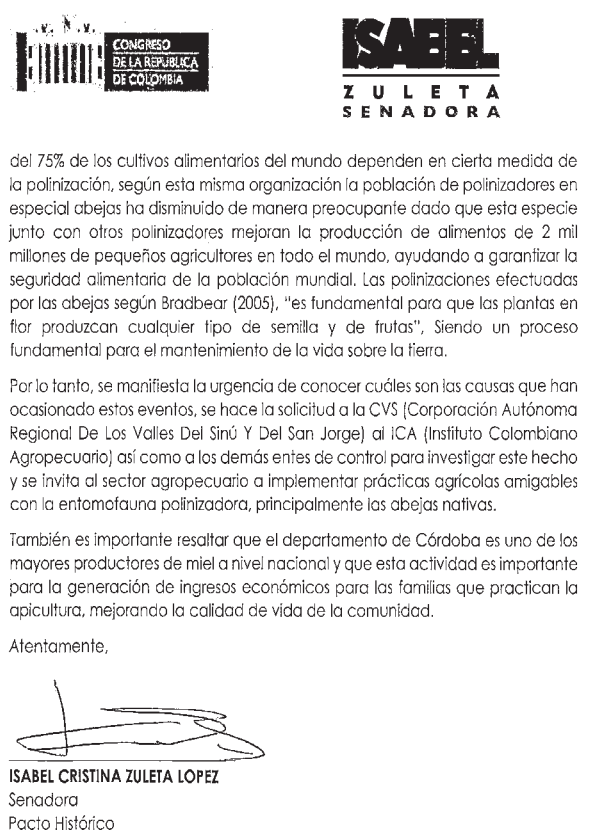 CONGRESO
DE LA REPÚBLICA
DE COLOMBIA
ISABEL
ZULETA
SENADORA
del 75% de los cultivos alimentarios del mundo dependen en cierta medida de
la polinización, según esta misma organización la población de polinizadores en
especial abejas ha disminuido de manera preocupante dado que esta especie
junto con otros polinizadores mejoran la producción de alimentos de 2 mil
millones de pequeños agricultores en todo el mundo, ayudando a garantizar la
seguridad alimentaria de la población mundial. Las polinizaciones efectuadas
por las abejas según Bradbear (2005), "es fundamental para que las plantas en
flor produzcan cualquier tipo de semilla y de frutas", Siendo un proceso
fundamental para el mantenimiento de la vida sobre la tierra.
Por lo tanto, se manifiesta la urgencia de conocer cuáles son las causas que han
ocasionado estos eventos, se hace la solicitud a la CVS (Corporación Autónoma
Regional De Los Valles Del Sinú Y Del San Jorge) al ICA (Instituto Colombiano
Agropecuario) así como a los demás entes de control para investigar este hecho
y se invita al sector agropecuario a implementar prácticas agrícolas amigables
con la entomofauna polinizadora, principalmente las abejas nativas.
También es importante resaltar que el departamento de Córdoba es uno de los
mayores productores de miel a nivel nacional y que esta actividad es importante
para la generación de ingresos económicos para las familias que practican la
apicultura, mejorando la calidad de vida de la comunidad.
Atentamente,
ISABEL CRISTINA ZULETA LOPEZ
Senadora
Pacto Histórico